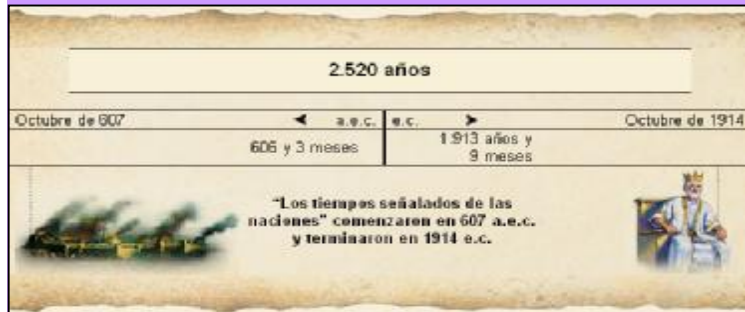 2.520 años
Octubre de 607 a.e.c. e.c. Octubre de 1914
606 y 3 meses 1.913 años y
9 meses
"Los tiempos señalados de las
naciones" comenzaron en 607 a.e.c.
y terminaron en 1914 e.c.